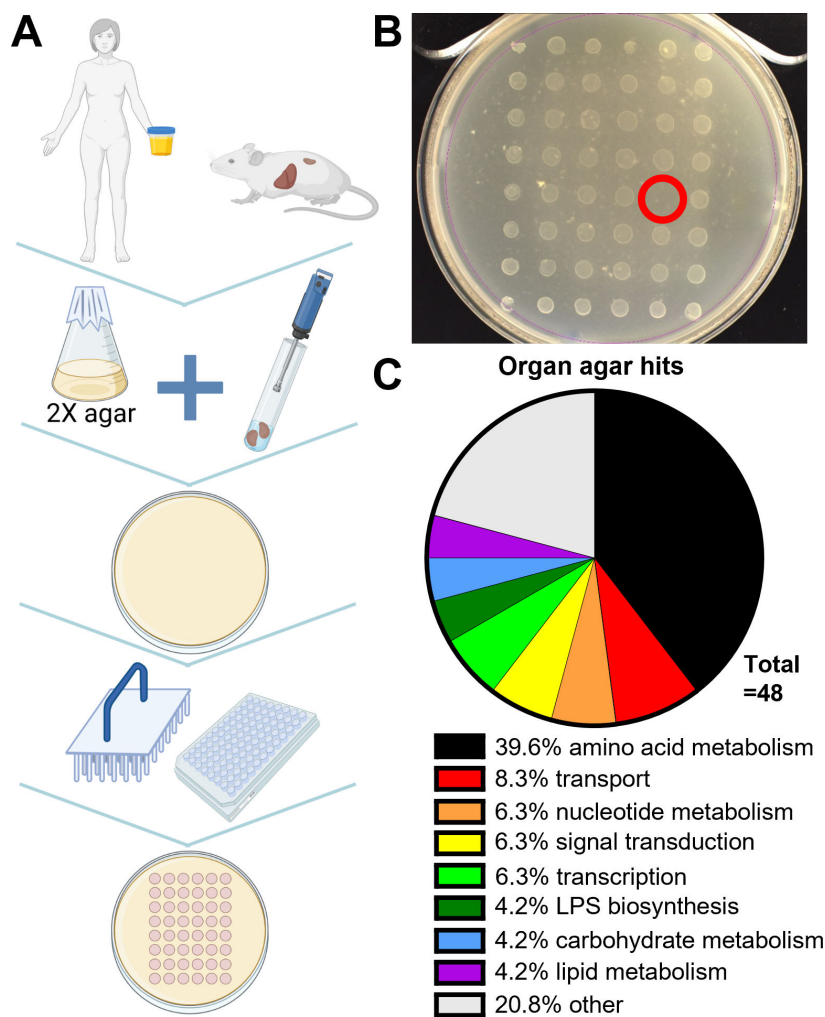 A
B
2X agar
C
Organ agar hits
Total
=48
39.6% amino acid metabolism
8.3% transport
6.3% nucleotide metabolism
6.3% signal transduction
6.3% transcription
4.2% LPS biosynthesis
4.2% carbohydrate metabolism
4.2% lipid metabolism
20.8% other